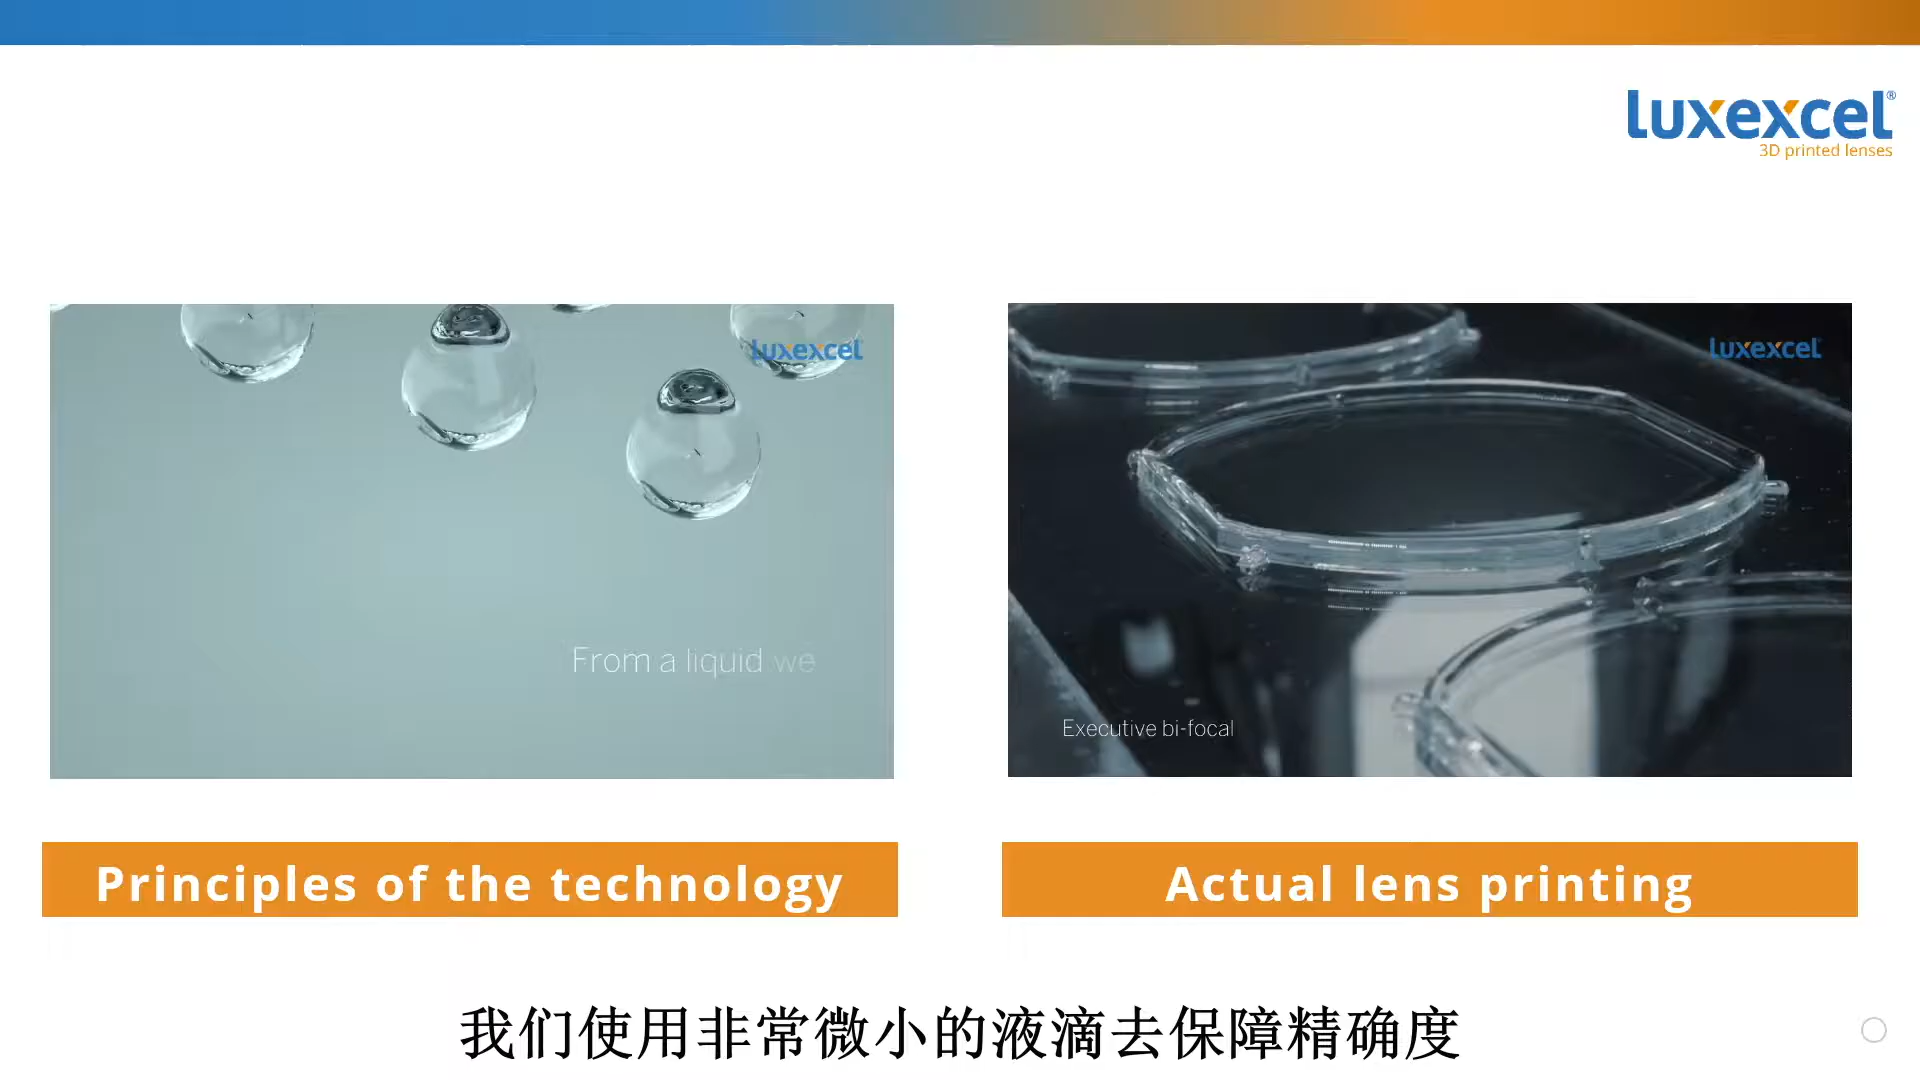 luxexcel®
3D printed lenses
luxexcel
From a liquid we
luxexcel
Executive bi-focal
Principles of the technology
Actual lens printing
我们使用非常微小的液滴去保障精确度